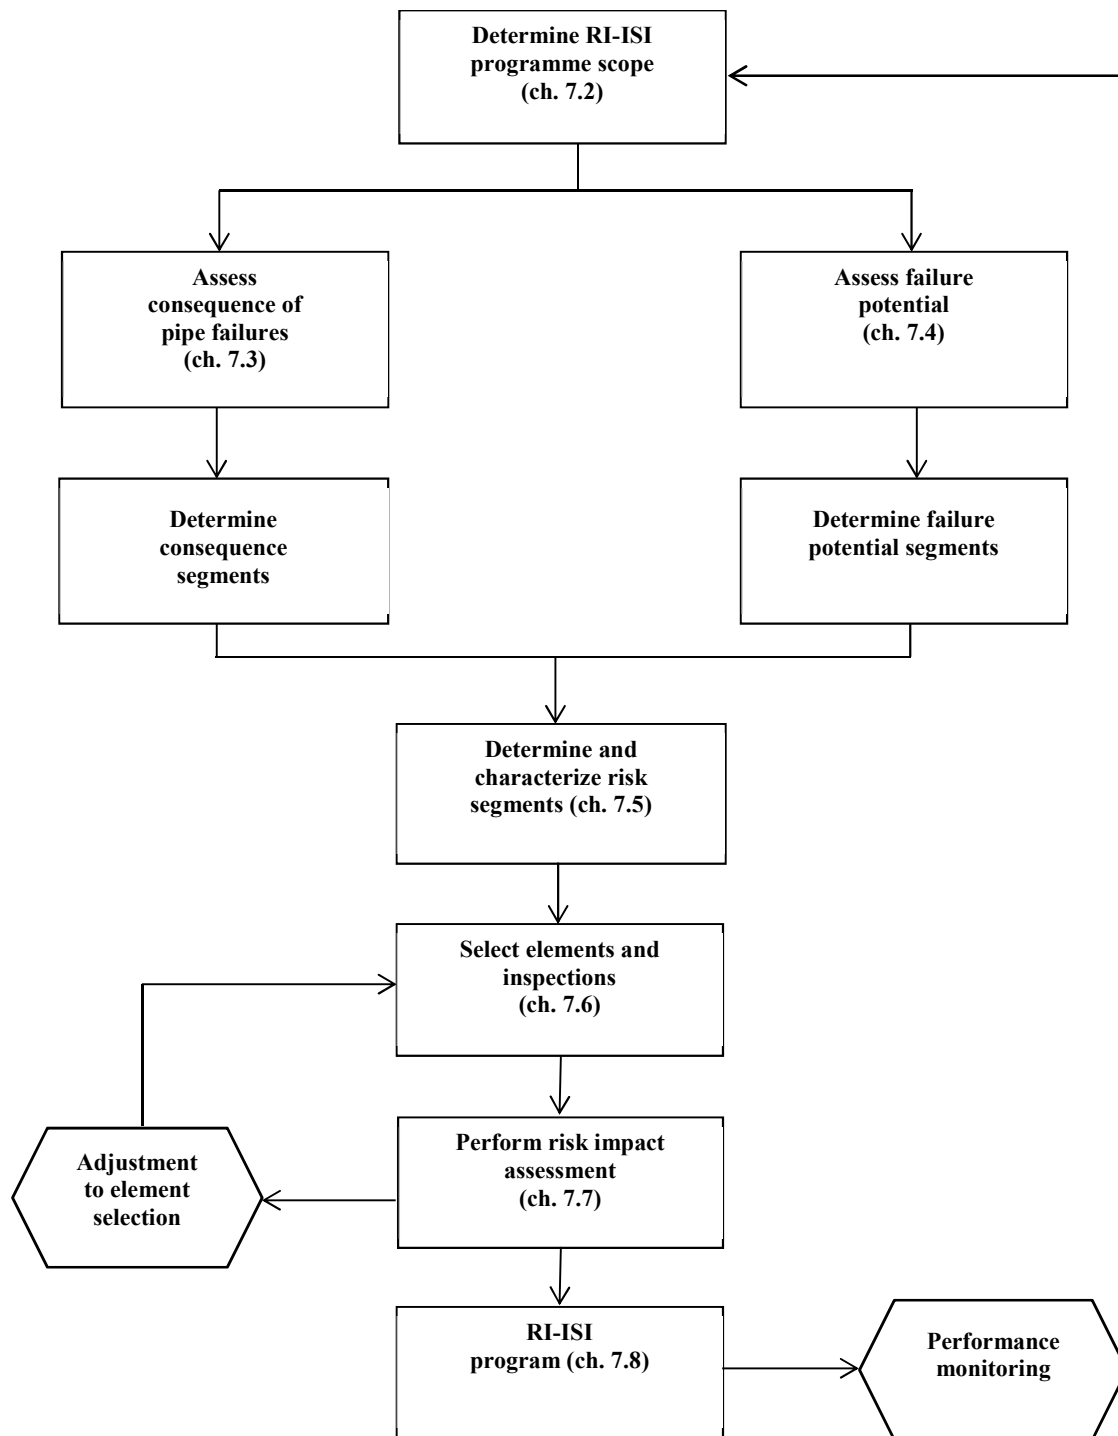 Determine RI-ISI
programme scope
(ch. 7.2)
Assess
consequence of
pipe failures
(ch. 7.3)
Assess failure
potential
(ch. 7.4)
Determine
consequence
segments
Determine failure
potential segments
Determine and
characterize risk
segments (ch. 7.5)
Select elements and
inspections
(ch. 7.6)
Adjustment
to element
selection
Perform risk impact
assessment
(ch. 7.7)
RI-ISI
program (ch. 7.8)
Performance
monitoring